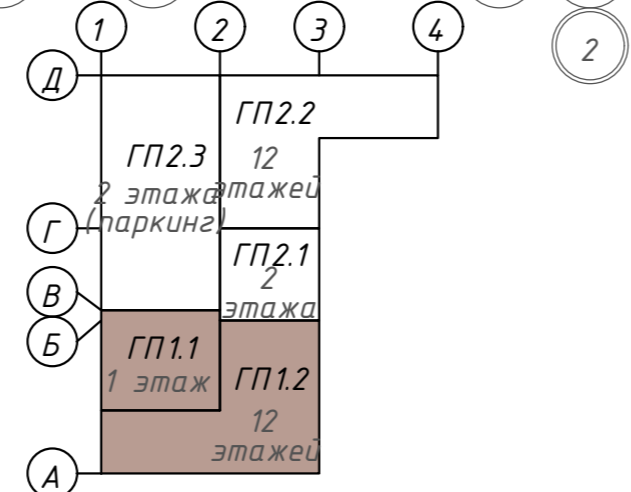 1
2
3
4
2
Д
ГП2.2
ГП2.3
12
этажей
2 этажа
(паркинг)
Г
ГП2.1
2
этажа
В
Б
ГП1.1
1 этаж
ГП1.2
12
этажей
А